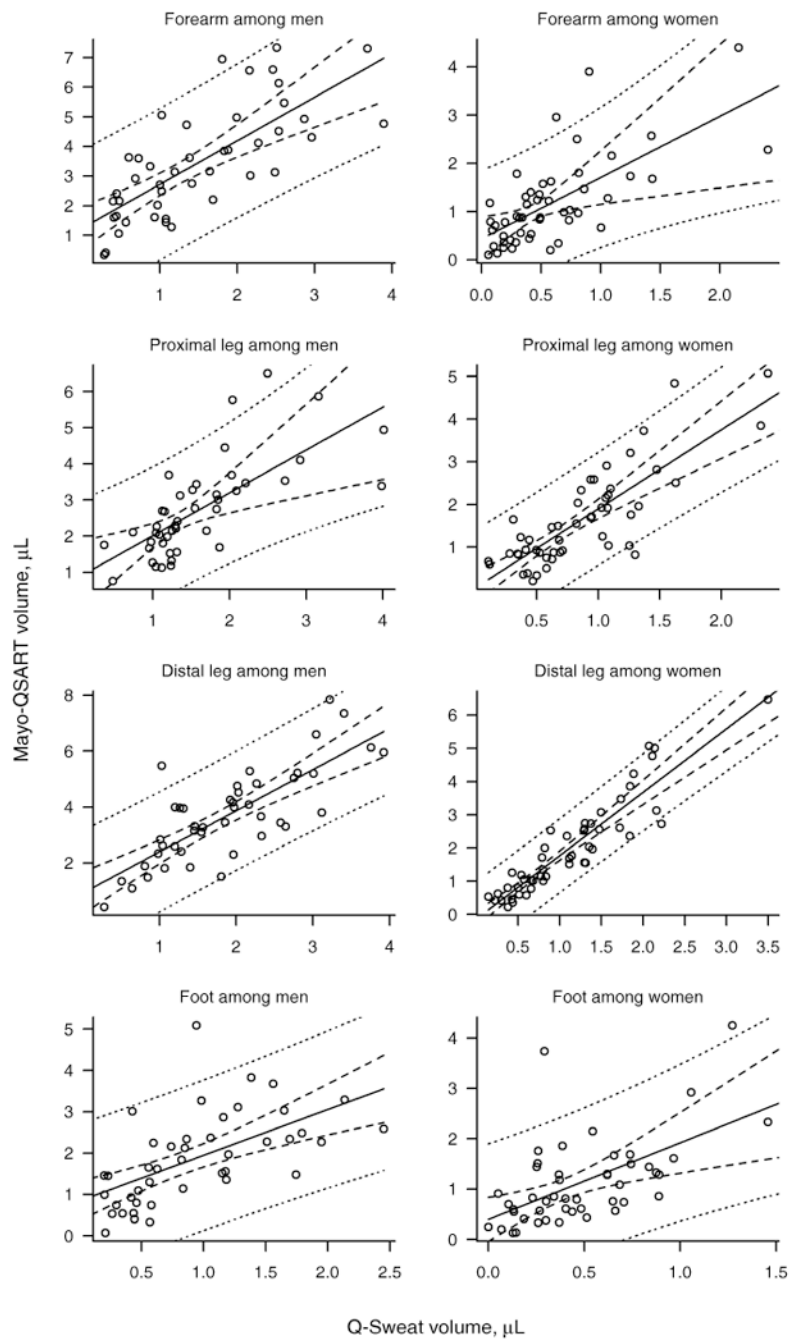 Forearm among men
Forearm among women
7
6
5
4
3
2
1
1 2 3 4
4
3
2
1
0
0.0 0.5 1.0 1.5 2.0
Proximal leg among men
Proximal leg among women
6
5
4
3
2
1
1 2 3 4
5
4
3
2
1
0.5 1.0 1.5 2.0
Mayo-QSART volume, μL
Distal leg among men
Distal leg among women
8
6
4
2
1 2 3 4
6
5
4
3
2
1
0
0.5 1.0 1.5 2.0 2.5 3.0 3.5
Foot among men
Foot among women
5
4
3
2
1
0
0.5 1.0 1.5 2.0 2.5
4
3
2
1
0
0.0 0.5 1.0 1.5
Q-Sweat volume, μL